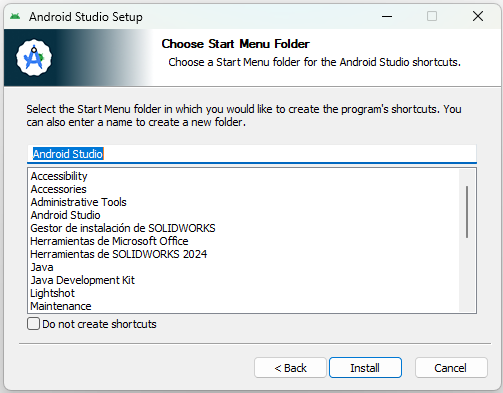 Android Studio Setup
Choose Start Menu Folder
Choose a Start Menu folder for the Android Studio shortcuts.
Select the Start Menu folder in which you would like to create the program's shortcuts. You
can also enter a name to create a new folder.
Android Studio
Accessibility
Accessories
Administrative Tools
Android Studio
Gestor de instalación de SOLIDWORKS
Herramientas de Microsoft Office
Herramientas de SOLIDWORKS 2024
Java
Java Development Kit
Lightshot
Maintenance
Do not create shortcuts
< Back
Install
Cancel